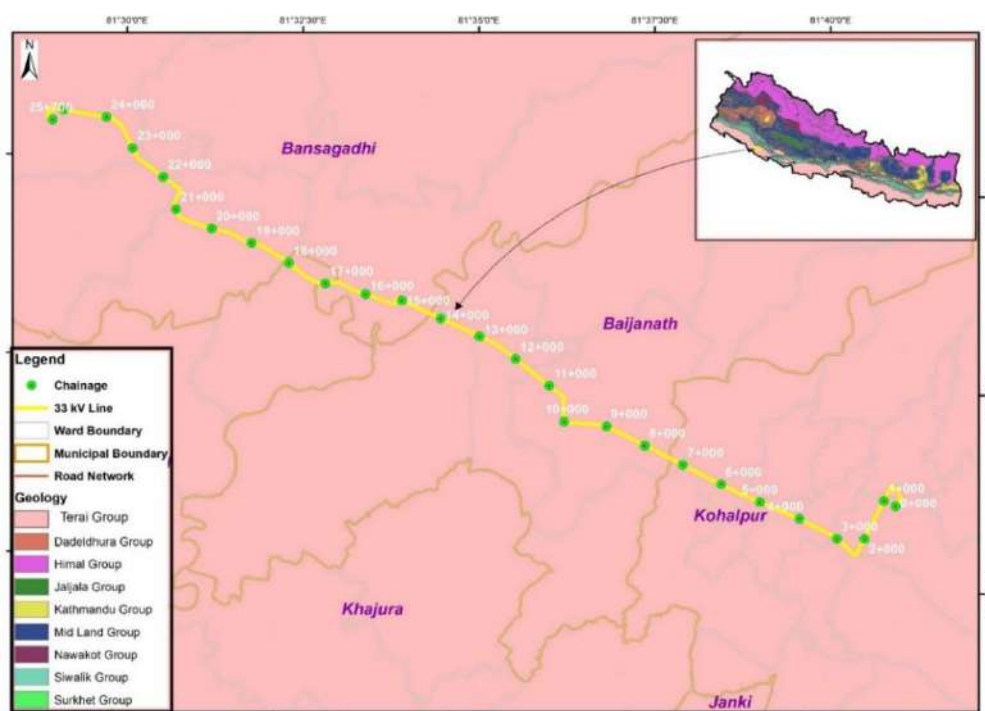 81°30'0"E 81°32'30"E 81°35'0"E 81°37'30"E 81°40'0"E
N
25+700
24+000
23+000
Bansagadhi
22+000
21+000
20+000
19+000
18+000
17+000
16+000
15+000
14+000
Baijanath
13+000
12+000
11+000
10+000
9+000
8+000
7+000
6+000
5+000
4+000
1+000
0+000
Kohalpur
3+000
2+000
Khajura
Janki
Legend
Chainage
33 kV Line
Ward Boundary
Municipal Boundary
Road Network
Geology
Terai Group
Dadeldhura Group
Himal Group
Jaljala Group
Kathmandu Group
Mid Land Group
Nawakot Group
Siwalik Group
Surkhet Group